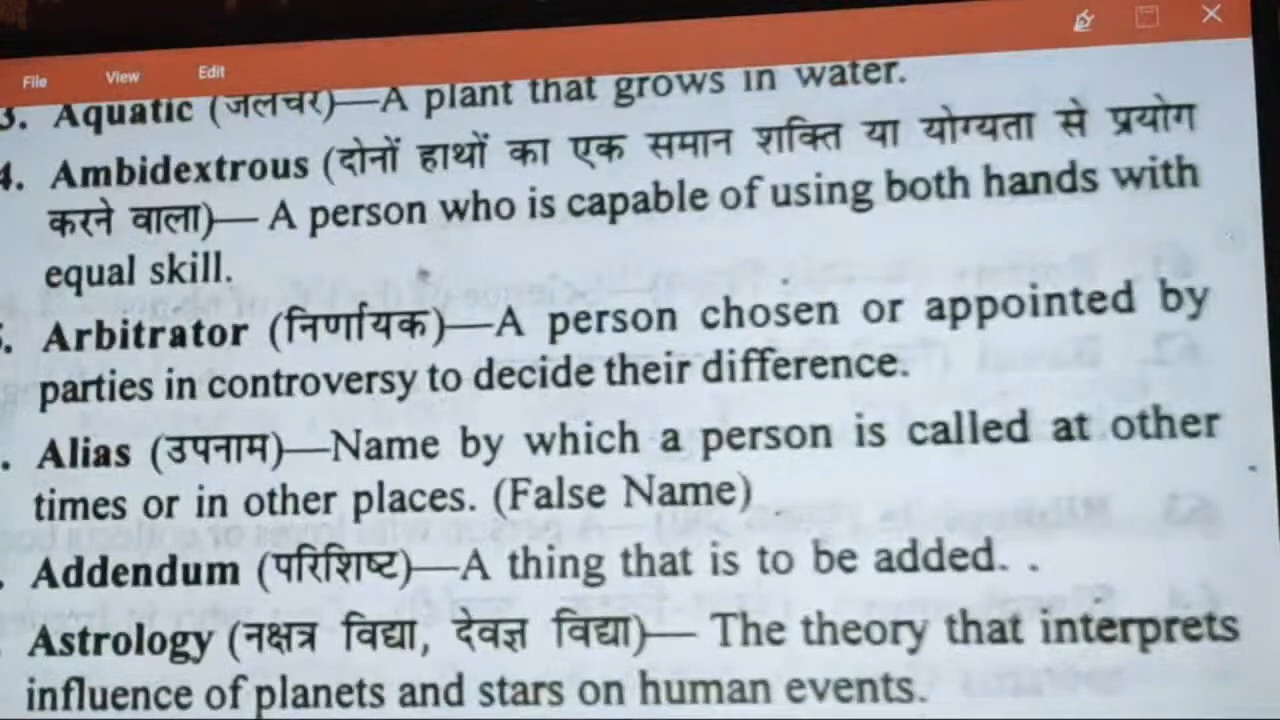 File View Edit
3. Aquatic (जलचर)—A plant that grows in water.
4. Ambidextrous (दोनों हाथों का एक समान शक्ति या योग्यता से प्रयोग
करने वाला)— A person who is capable of using both hands with
equal skill.
. Arbitrator (निर्णायक)—A person chosen or appointed by
parties in controversy to decide their difference.
. Alias (उपनाम)—Name by which a person is called at other
times or in other places. (False Name)
. Addendum (परिशिष्ट)—A thing that is to be added. .
Astrology (नक्षत्र विद्या, देवज्ञ विद्या)— The theory that interprets
influence of planets and stars on human events.